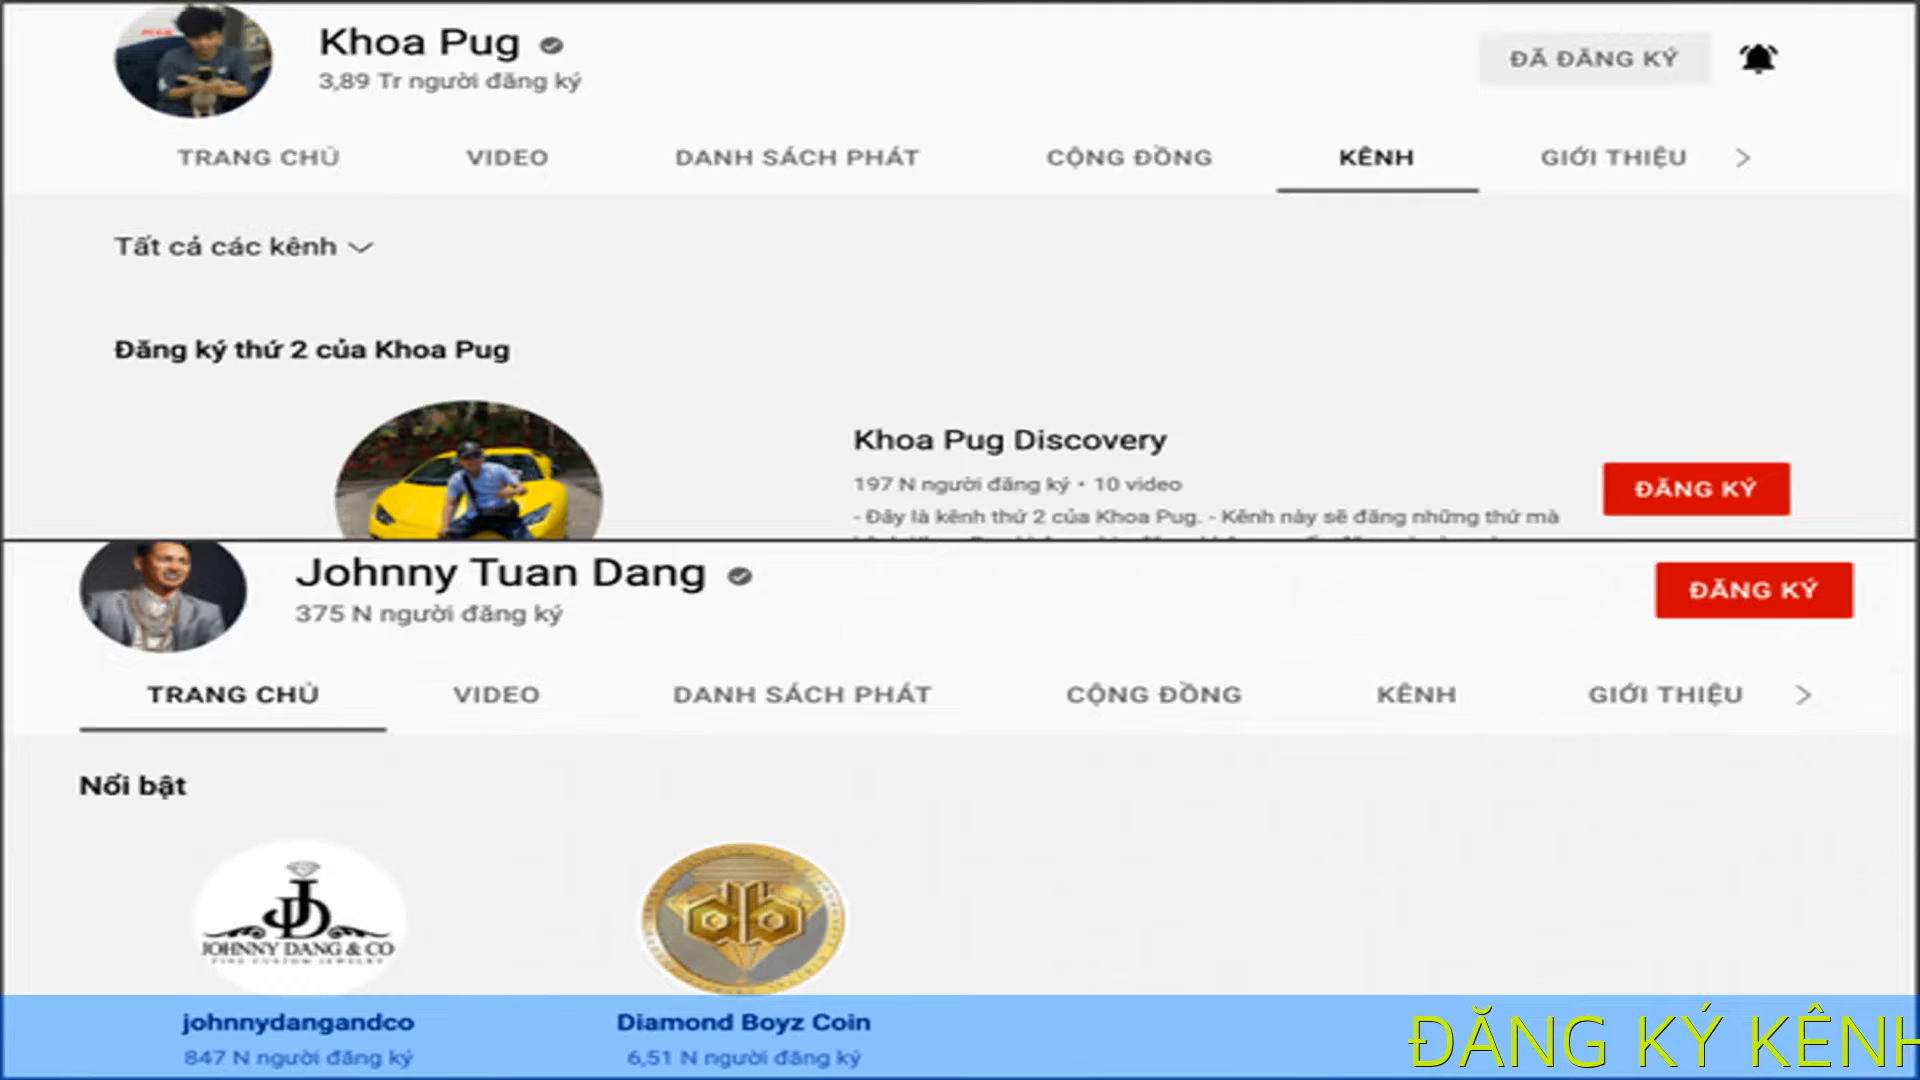 Khoa Pug
3,89 Tr người đăng ký
ĐÃ ĐĂNG KÝ
TRANG CHỦ VIDEO DANH SÁCH PHÁT CỘNG ĐỒNG KÊNH GIỚI THIỆU
Tất cả các kênh
Đăng ký thứ 2 của Khoa Pug
Khoa Pug Discovery
197 N người đăng ký • 10 video
- Đây là kênh thứ 2 của Khoa Pug. - Kênh này sẽ đăng những thứ mà
ĐĂNG KÝ
Johnny Tuan Dang
375 N người đăng ký
ĐĂNG KÝ
TRANG CHỦ VIDEO DANH SÁCH PHÁT CỘNG ĐỒNG KÊNH GIỚI THIỆU
Nổi bật
JD
JOHNNY DANG & CO
FINE CUSTOM JEWELRY
db
johnnydangandco
847 N người đăng ký
Diamond Boyz Coin
6,51 N người đăng ký
ĐĂNG KÝ KÊNH